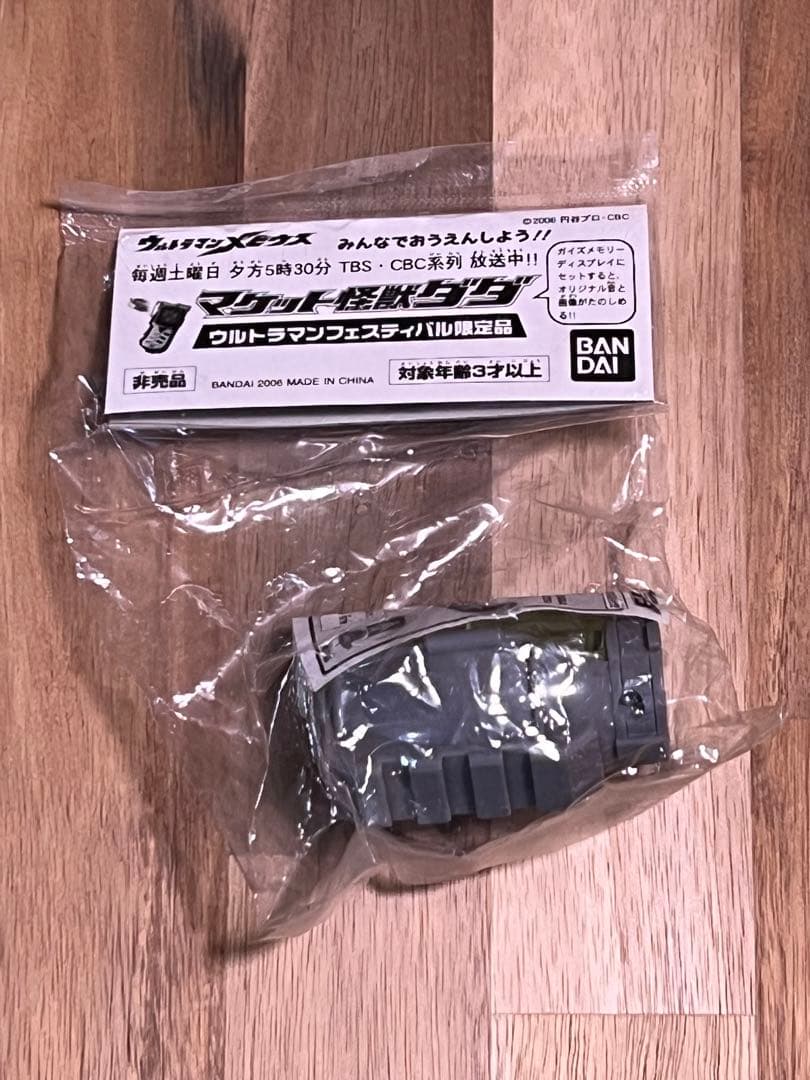 ©2006 円谷プロ・CBC
ウルトラマンメビウス みんなでおうえんしよう!!
毎週土曜日 夕方5時30分 TBS・CBC系列 放送中!!
マケット怪獣ダダ
ウルトラマンフェスティバル限定品
ガイズメモリー
ディスプレイに
セットすると、
オリジナル音と
画像がたのしめ
る!!
非売品
BANDAI 2006 MADE IN CHINA
対象年齢3才以上
BAN
DAI